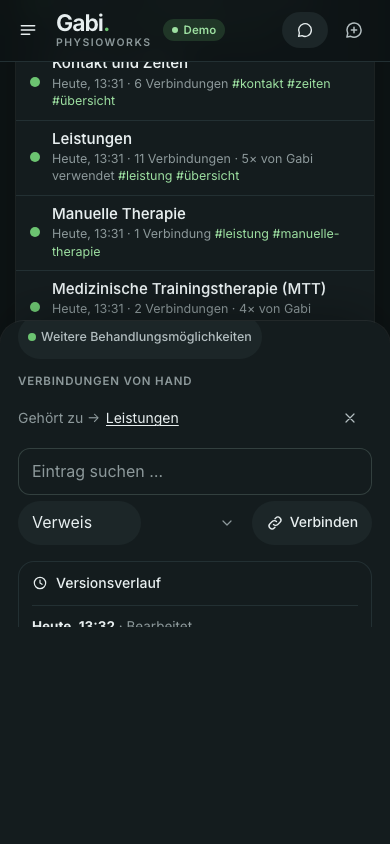 Gabi.
PHYSIOWORKS
Demo
Kontakt und Zeiten
Heute, 13:31 · 6 Verbindungen #kontakt #zeiten
#übersicht
Leistungen
Heute, 13:31 · 11 Verbindungen · 5× von Gabi
verwendet #leistung #übersicht
Manuelle Therapie
Heute, 13:31 · 1 Verbindung #leistung #manuelle-
therapie
Medizinische Trainingstherapie (MTT)
Heute, 13:31 · 2 Verbindungen · 4× von Gabi
Weitere Behandlungsmöglichkeiten
VERBINDUNGEN VON HAND
Gehört zu → Leistungen
Eintrag suchen ...
Verweis
Verbinden
Versionsverlauf
Heute, 13:32 · Bearbeitet